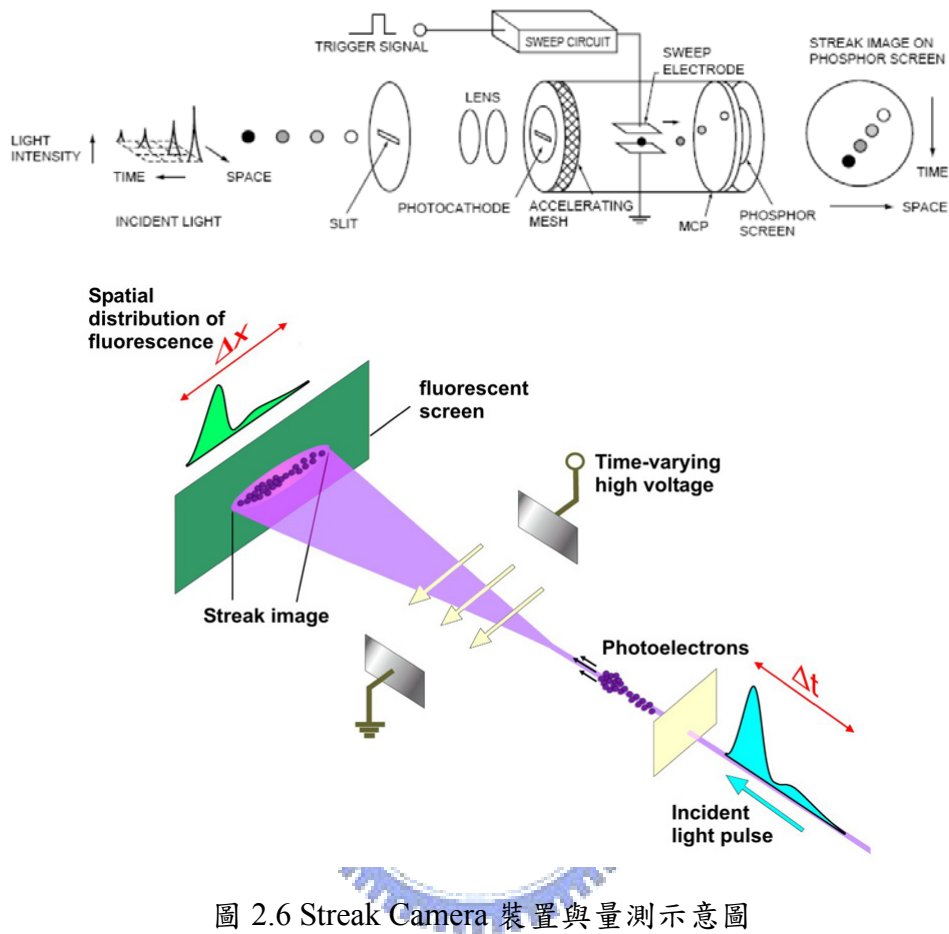 TRIGGER SIGNAL
SWEEP CIRCUIT
SWEEP
ELECTRODE
STREAK IMAGE ON
PHOSPHOR SCREEN
LENS
LIGHT
INTENSITY
TIME
SPACE
INCIDENT LIGHT
SLIT
PHOTOCATHODE
ACCELERATING
MESH
MCP
PHOSPHOR
SCREEN
TIME
SPACE
Spatial
distribution of
fluorescence
Δx
fluorescent
screen
Time-varying
high voltage
Streak image
Photoelectrons
Δt
Incident
light pulse
圖 2.6 Streak Camera 裝置與量測示意圖